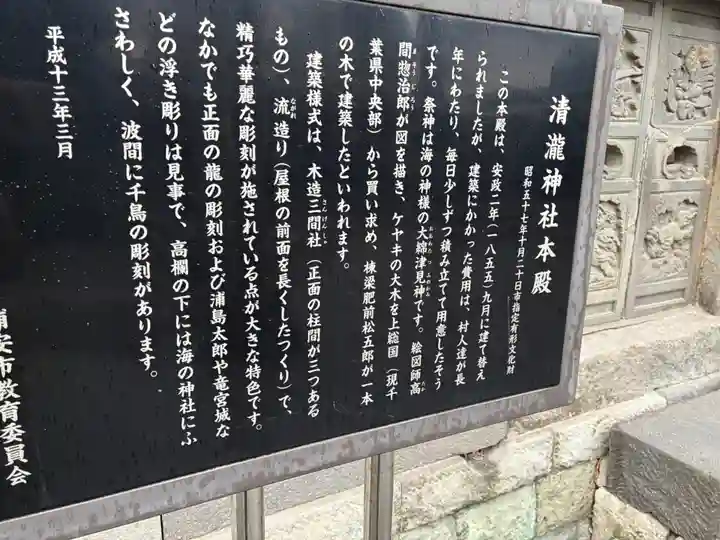 清瀧神社本殿
昭和五十七年十月二十日市指定有形文化財
この本殿は、安政二年(一八五五)九月に建て替え
られましたが、建築にかかった費用は、村人達が長
年にわたり、毎日少しずつ積み立てて用意したそう
です。祭神は海の神様の大綿津見神です。絵図師高
間惣治郎が図を描き、ケヤキの大木を上総国(現千
葉県中央部)から買い求め、棟梁肥前松五郎が一本
の木で建築したといわれます。
建築様式は、木造三間社(正面の柱間が三つある
もの)、流造り(屋根の前面を長くしたつくり)で、
精巧華麗な彫刻が施されている点が大きな特色です。
なかでも正面の龍の彫刻および浦島太郎や竜宮城な
どの浮き彫りは見事で、高欄の下には海の神社にふ
さわしく、波間に千鳥の彫刻があります。
平成十三年三月
浦安市教育委員会